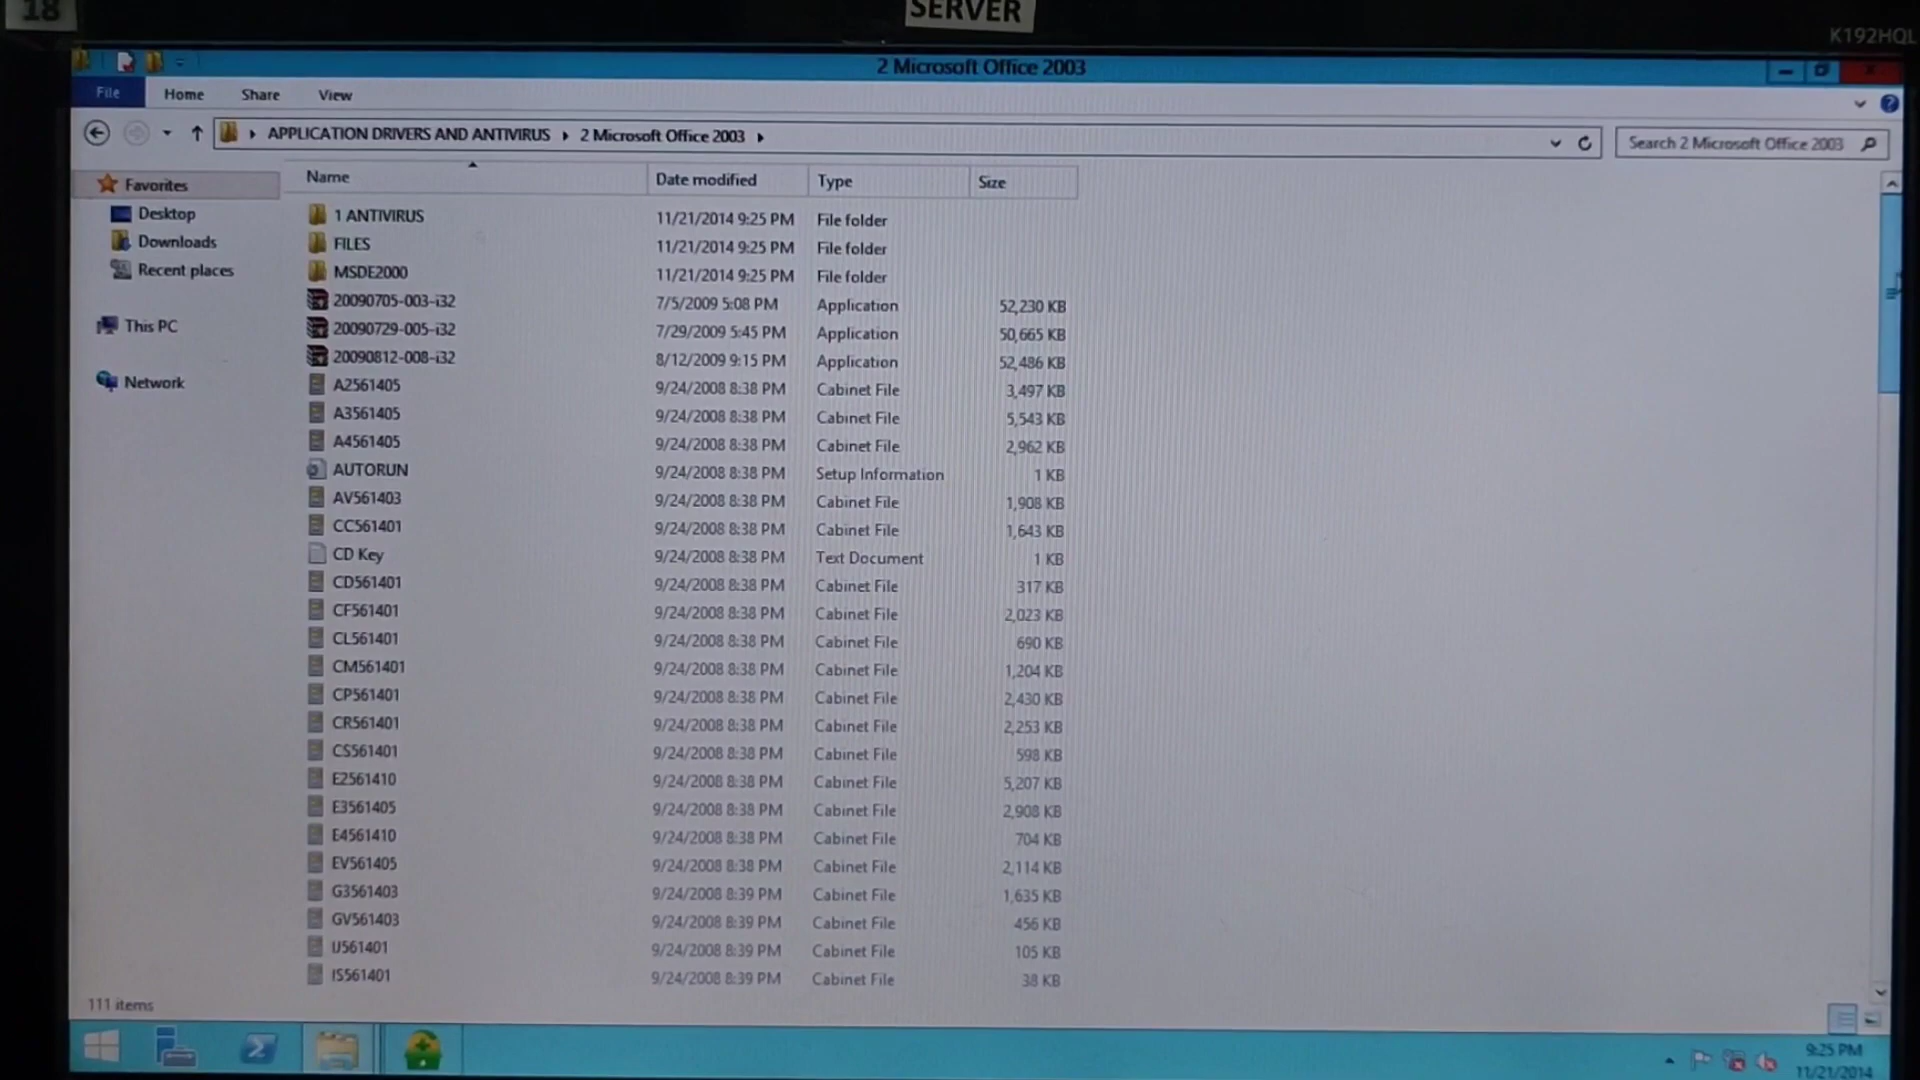 18
SERVER
K192HQL
2 Microsoft Office 2003
File Home Share View
APPLICATION DRIVERS AND ANTIVIRUS 2 Microsoft Office 2003
Search 2 Microsoft Office 2003
Name Date modified Type Size
Favorites
Desktop
Downloads
Recent places
This PC
Network
1 ANTIVIRUS 11/21/2014 9:25 PM File folder
FILES 11/21/2014 9:25 PM File folder
MSDE2000 11/21/2014 9:25 PM File folder
20090705-003-i32 7/5/2009 5:08 PM Application 52,230 KB
20090729-005-i32 7/29/2009 5:45 PM Application 50,665 KB
20090812-008-i32 8/12/2009 9:15 PM Application 52,486 KB
A2561405 9/24/2008 8:38 PM Cabinet File 3,497 KB
A3561405 9/24/2008 8:38 PM Cabinet File 5,543 KB
A4561405 9/24/2008 8:38 PM Cabinet File 2,962 KB
AUTORUN 9/24/2008 8:38 PM Setup Information 1 KB
AV561403 9/24/2008 8:38 PM Cabinet File 1,908 KB
CC561401 9/24/2008 8:38 PM Cabinet File 1,643 KB
CD Key 9/24/2008 8:38 PM Text Document 1 KB
CD561401 9/24/2008 8:38 PM Cabinet File 317 KB
CF561401 9/24/2008 8:38 PM Cabinet File 2,023 KB
CL561401 9/24/2008 8:38 PM Cabinet File 690 KB
CM561401 9/24/2008 8:38 PM Cabinet File 1,204 KB
CP561401 9/24/2008 8:38 PM Cabinet File 2,430 KB
CR561401 9/24/2008 8:38 PM Cabinet File 2,253 KB
CS561401 9/24/2008 8:38 PM Cabinet File 598 KB
E2561410 9/24/2008 8:38 PM Cabinet File 5,207 KB
E3561405 9/24/2008 8:38 PM Cabinet File 2,908 KB
E4561410 9/24/2008 8:38 PM Cabinet File 704 KB
EV561405 9/24/2008 8:38 PM Cabinet File 2,114 KB
G3561403 9/24/2008 8:39 PM Cabinet File 1,635 KB
GV561403 9/24/2008 8:39 PM Cabinet File 456 KB
IJ561401 9/24/2008 8:39 PM Cabinet File 105 KB
IS561401 9/24/2008 8:39 PM Cabinet File 38 KB
111 items
9:25 PM
11/21/2014